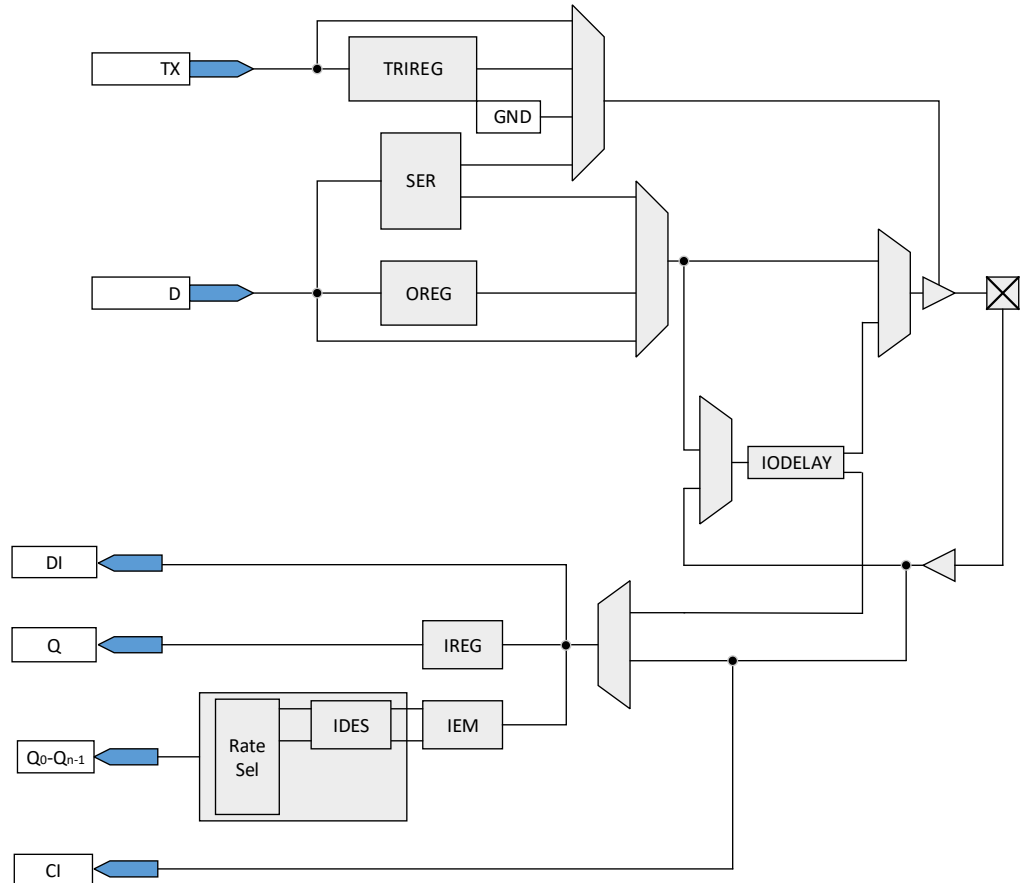 TX
TRIREG
GND
SER
D
OREG
IODELAY
DI
Q
IREG
Q0-Qn-1
Rate
Sel
IDES
IEM
CI